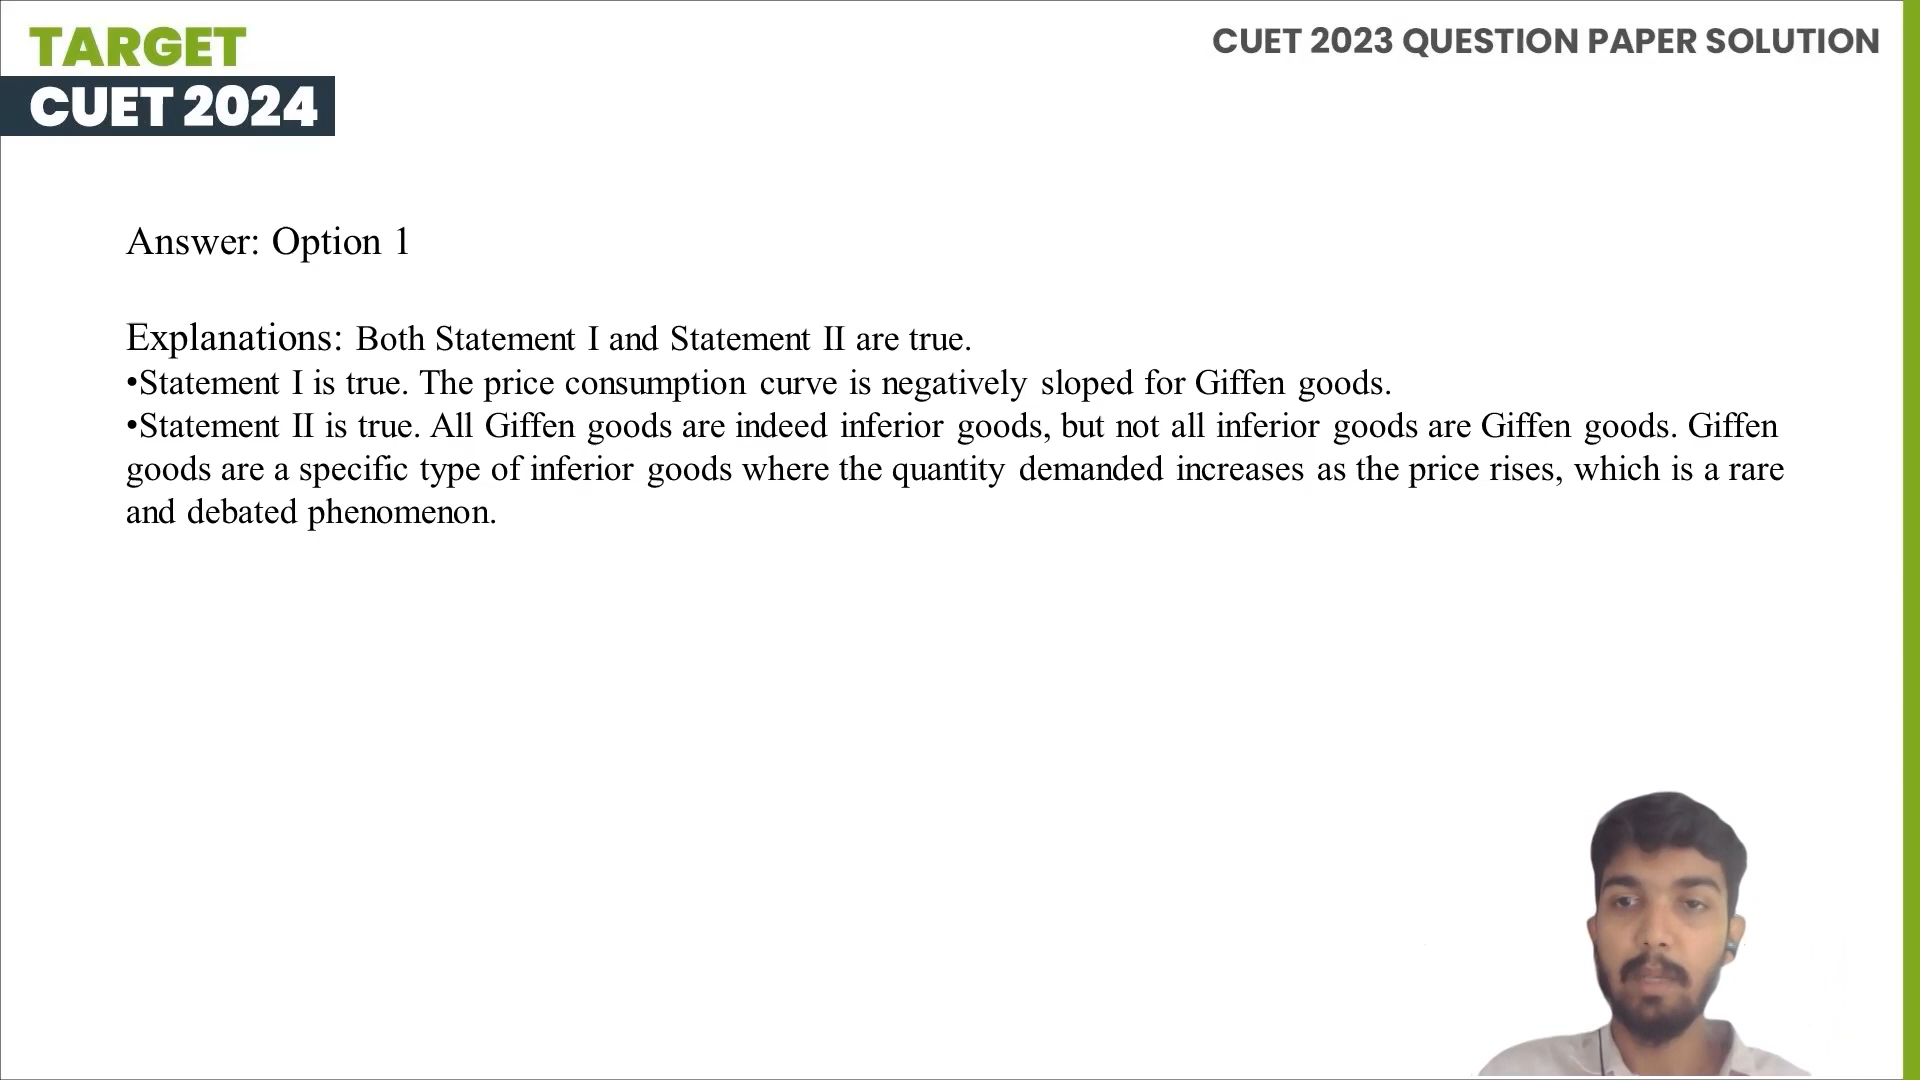 TARGET
CUET 2024
CUET 2023 QUESTION PAPER SOLUTION
Answer: Option 1
Explanations: Both Statement I and Statement II are true.
•Statement I is true. The price consumption curve is negatively sloped for Giffen goods.
•Statement II is true. All Giffen goods are indeed inferior goods, but not all inferior goods are Giffen goods. Giffen
goods are a specific type of inferior goods where the quantity demanded increases as the price rises, which is a rare
and debated phenomenon.